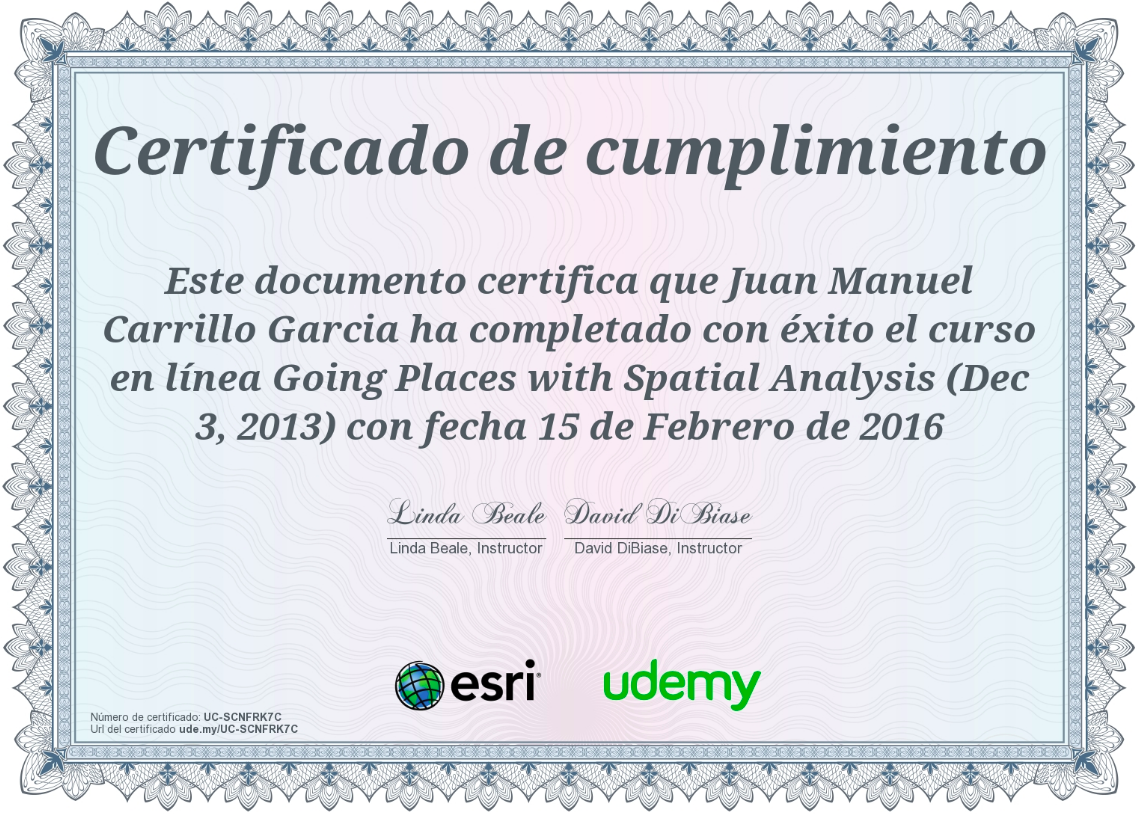 Certificado de cumplimiento
Este documento certifica que Juan Manuel
Carrillo Garcia ha completado con éxito el curso
en línea Going Places with Spatial Analysis (Dec
3, 2013) con fecha 15 de Febrero de 2016
Linda Beale David DiBiase
Linda Beale, Instructor David DiBiase, Instructor
esri udemy
Número de certificado: UC-SCNFRK7C
Url del certificado ude.my/UC-SCNFRK7C